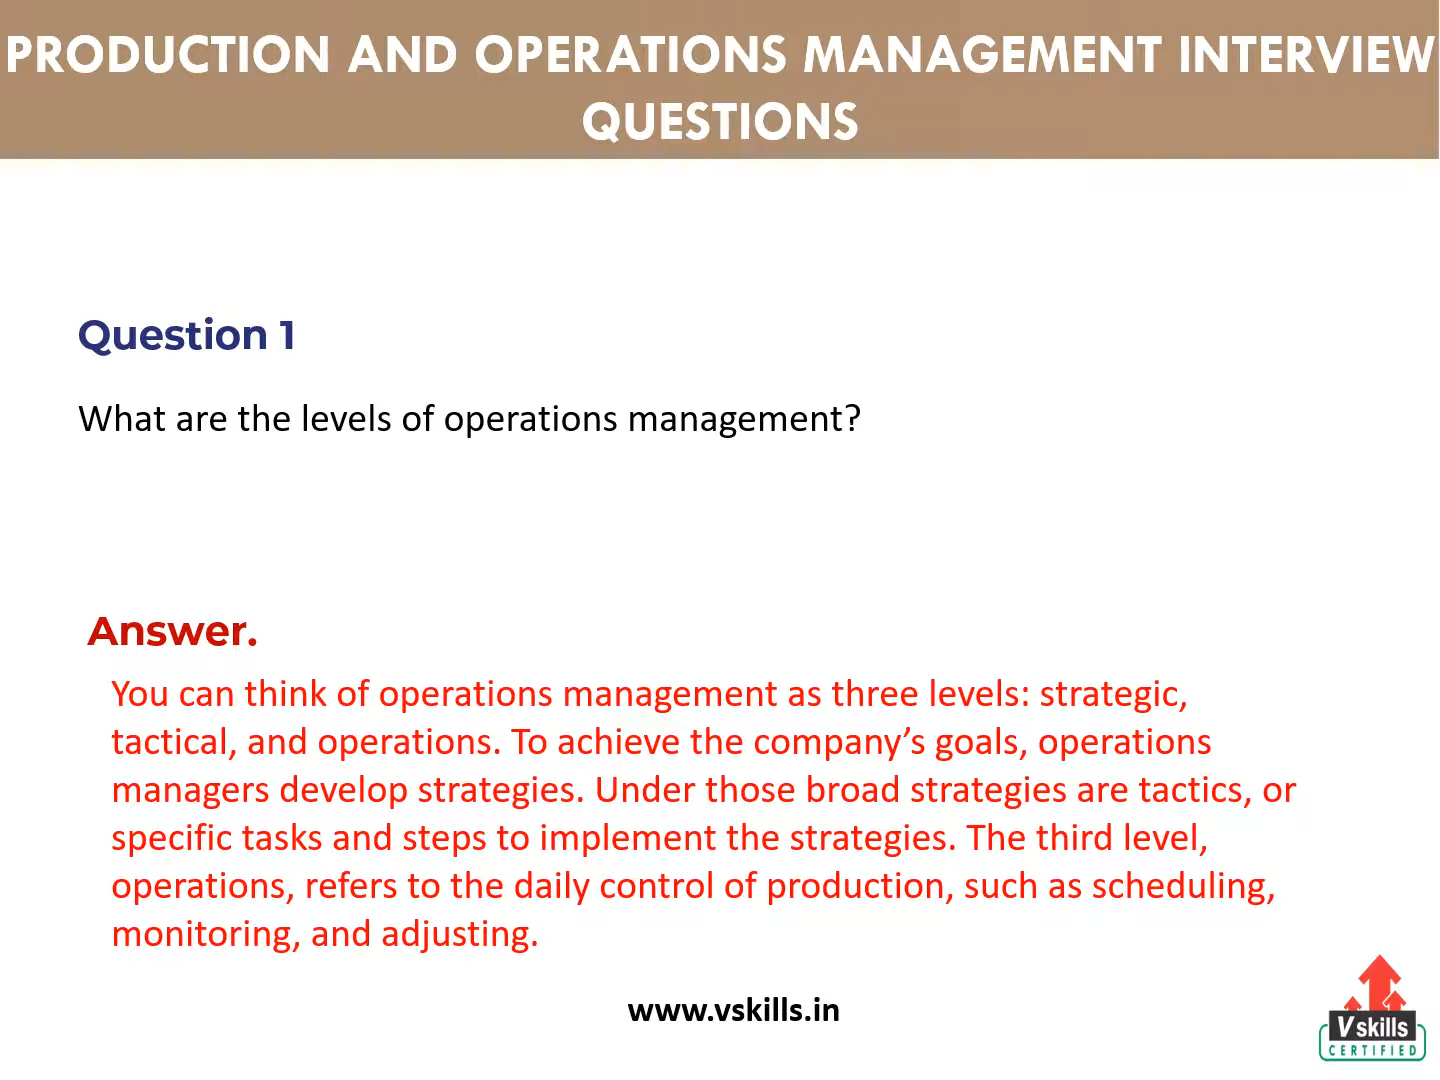 PRODUCTION AND OPERATIONS MANAGEMENT INTERVIEW
QUESTIONS
Question 1
What are the levels of operations management?
Answer.
You can think of operations management as three levels: strategic,
tactical, and operations. To achieve the company’s goals, operations
managers develop strategies. Under those broad strategies are tactics, or
specific tasks and steps to implement the strategies. The third level,
operations, refers to the daily control of production, such as scheduling,
monitoring, and adjusting.
www.vskills.in
Vskills
CERTIFIED